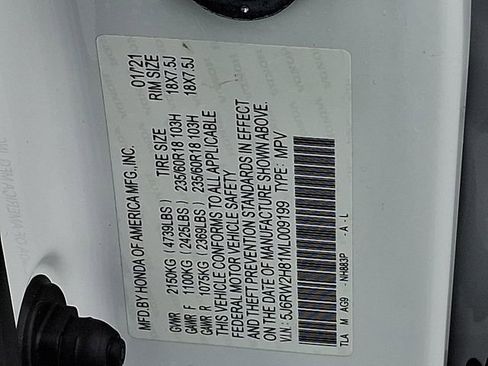 MFD.BY HONDA OF AMERICA MFG.,INC. 01/21
TIRE SIZE RIM SIZE
GVWR 2150KG (4739LBS)
GAWR F 1100KG (2425LBS) 235/60R18 103H 18X7.5J
GAWR R 1075KG (2369LBS) 235/60R18 103H 18X7.5J
THIS VEHICLE CONFORMS TO ALL APPLICABLE
FEDERAL MOTOR VEHICLE SAFETY
AND THEFT PREVENTION STANDARDS IN EFFECT
ON THE DATE OF MANUFACTURE SHOWN ABOVE.
V.I.N.: 5J6RW2H81ML009199 TYPE: MPV
TLA M AG9 NH883P - A - L